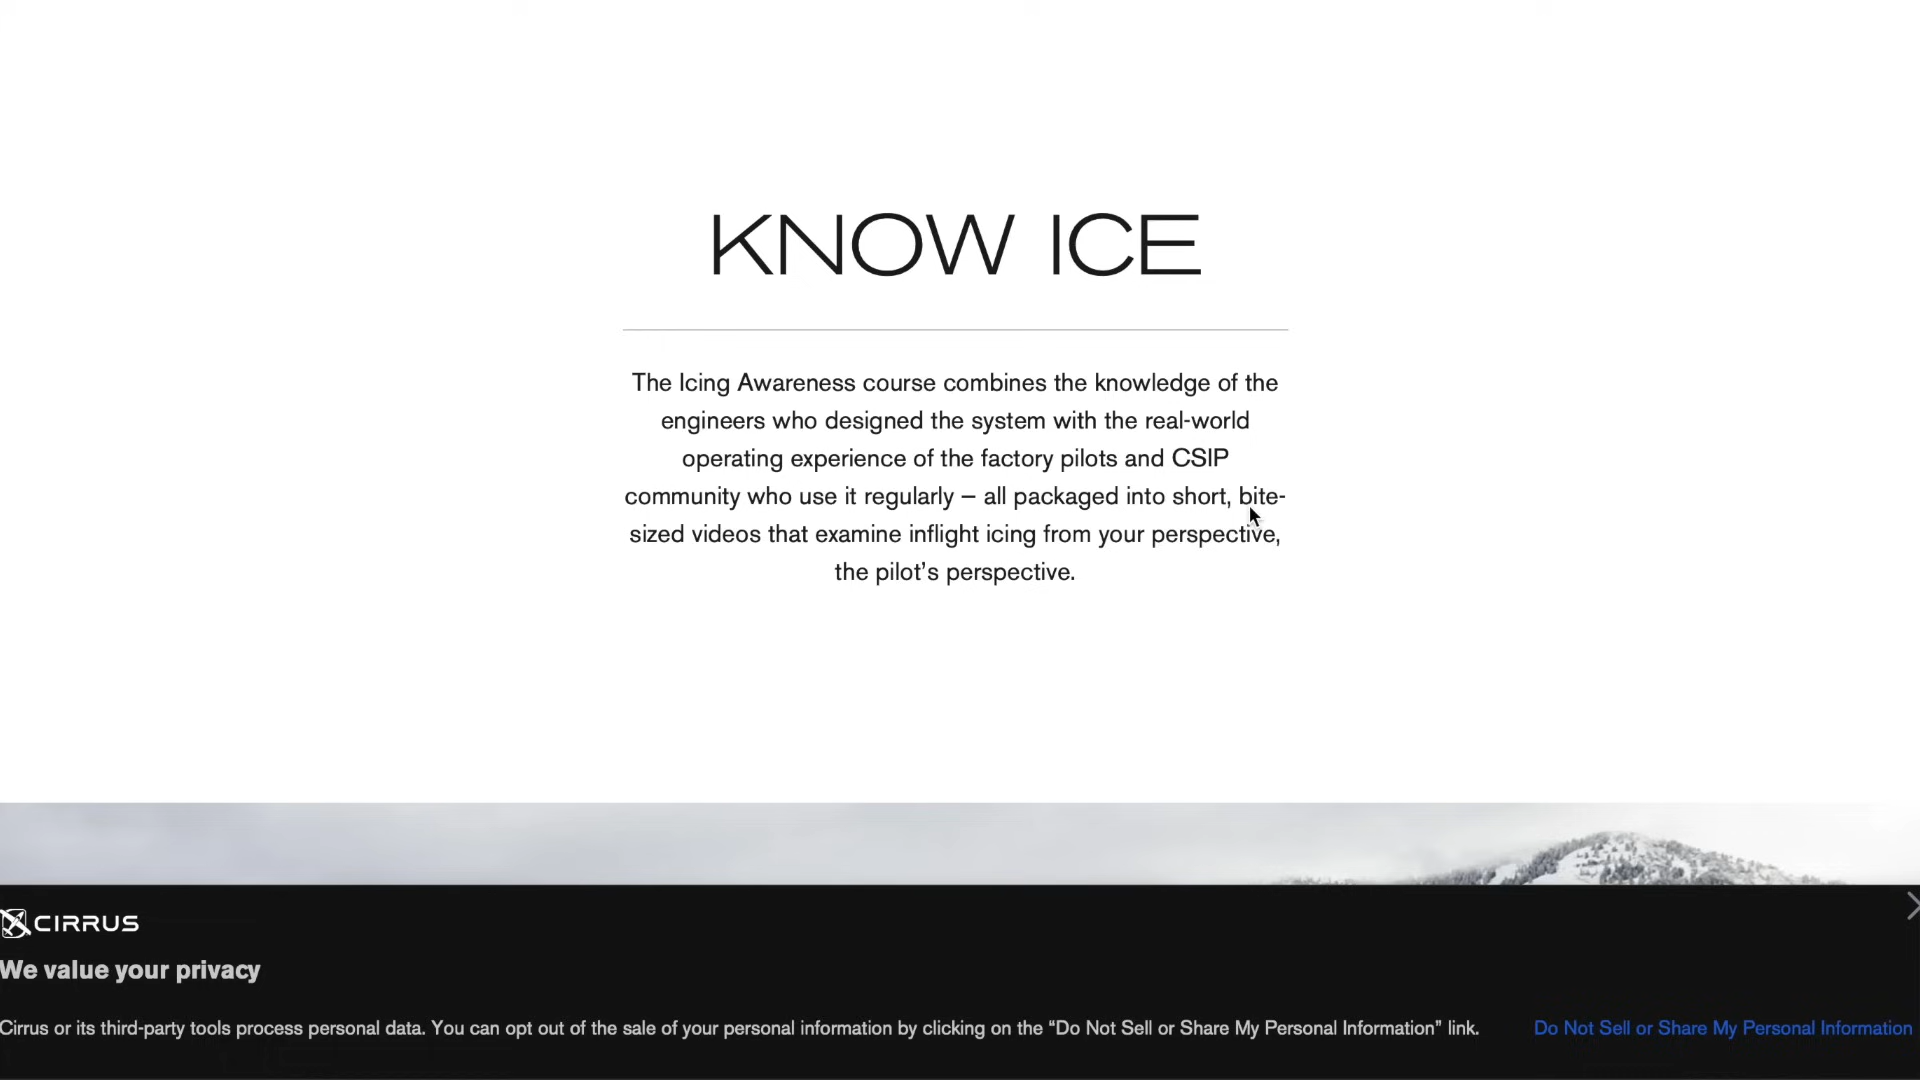 KNOW ICE
The Icing Awareness course combines the knowledge of the
engineers who designed the system with the real-world
operating experience of the factory pilots and CSIP
community who use it regularly – all packaged into short, bite-
sized videos that examine inflight icing from your perspective,
the pilot’s perspective.
CIRRUS
We value your privacy
Cirrus or its third-party tools process personal data. You can opt out of the sale of your personal information by clicking on the “Do Not Sell or Share My Personal Information” link.
Do Not Sell or Share My Personal Information